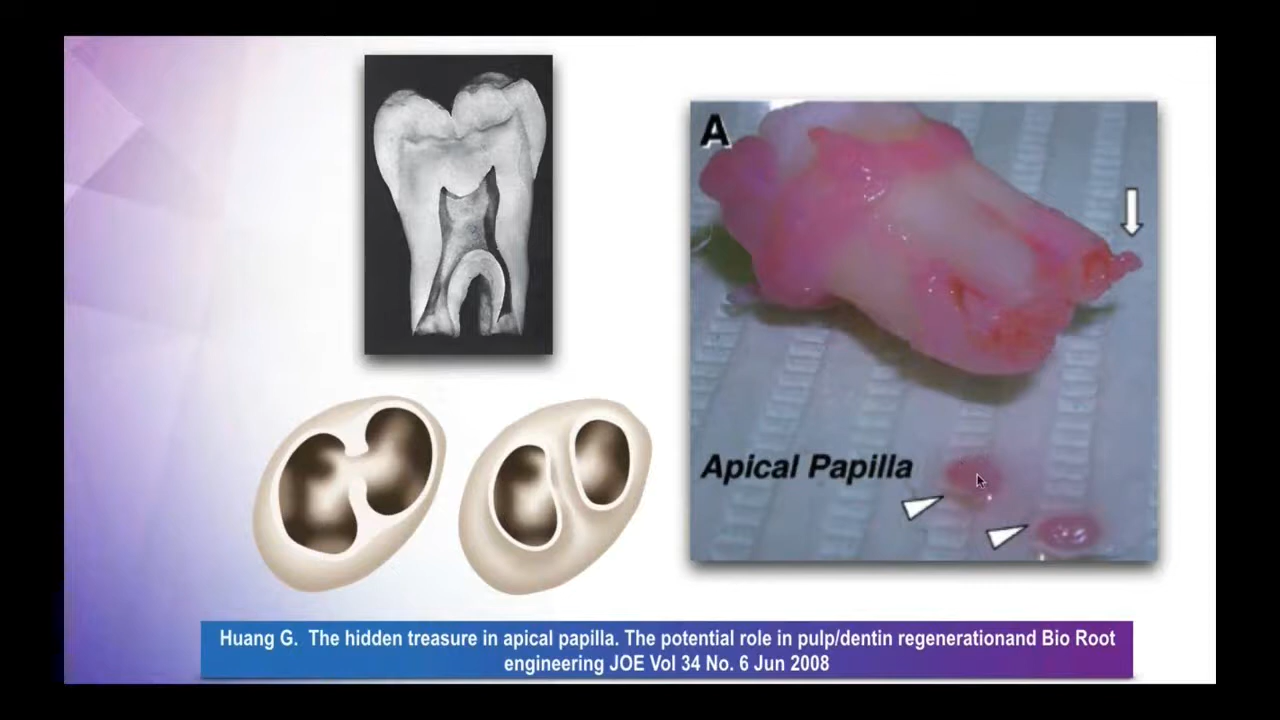 A
Apical Papilla
Huang G. The hidden treasure in apical papilla. The potential role in pulp/dentin regenerationand Bio Root
engineering JOE Vol 34 No. 6 Jun 2008